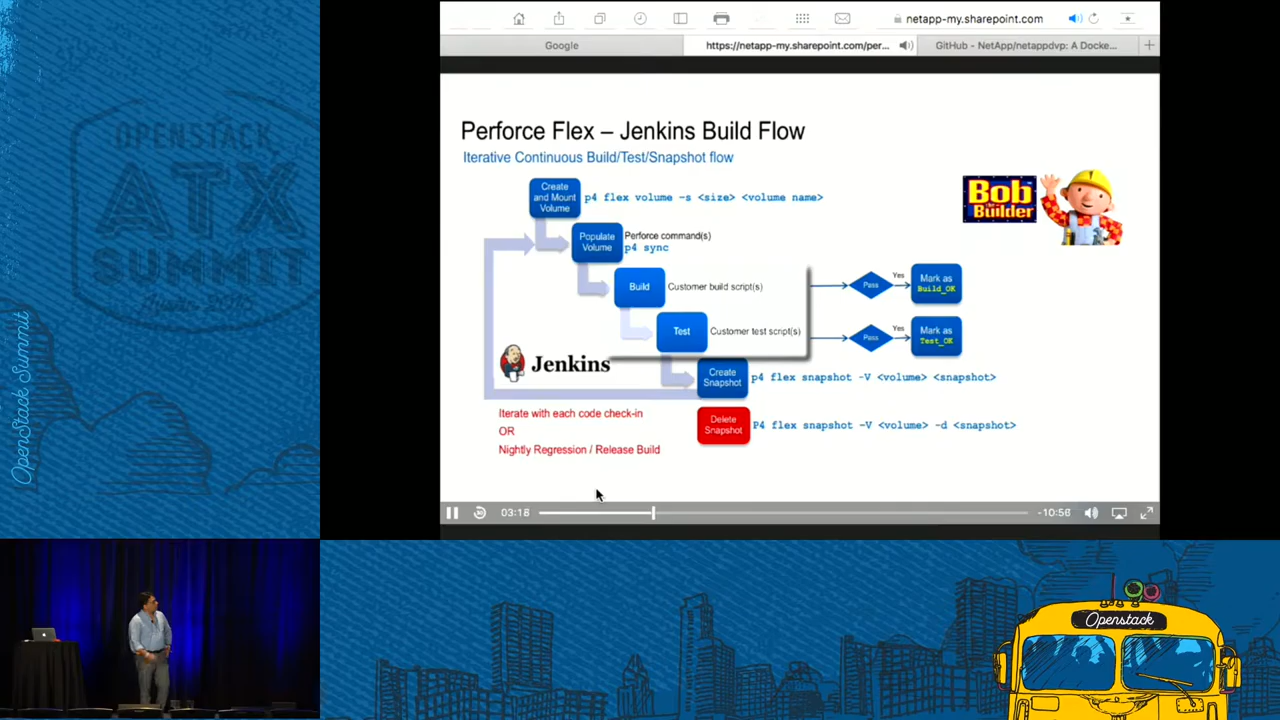 netapp-my.sharepoint.com
Google
https://netapp-my.sharepoint.com/per...
GitHub - NetApp/netappdvp: A Docke...
Perforce Flex – Jenkins Build Flow
Iterative Continuous Build/Test/Snapshot flow
Create
and Mount
Volume
p4 flex volume -s <size> <volume name>
Populate
Volume
Perforce command(s)
p4 sync
Build
Customer build script(s)
Pass
Yes
Mark as
Build_OK
Test
Customer test script(s)
Pass
Yes
Mark as
Test_OK
Jenkins
Create
Snapshot
p4 flex snapshot -V <volume> <snapshot>
Delete
Snapshot
P4 flex snapshot -V <volume> -d <snapshot>
Iterate with each code check-in
OR
Nightly Regression / Release Build
Bob
the
Builder
30
03:18
-10:56
OPENSTACK
ATX
SUMMIT
OpenStack Summit
Openstack